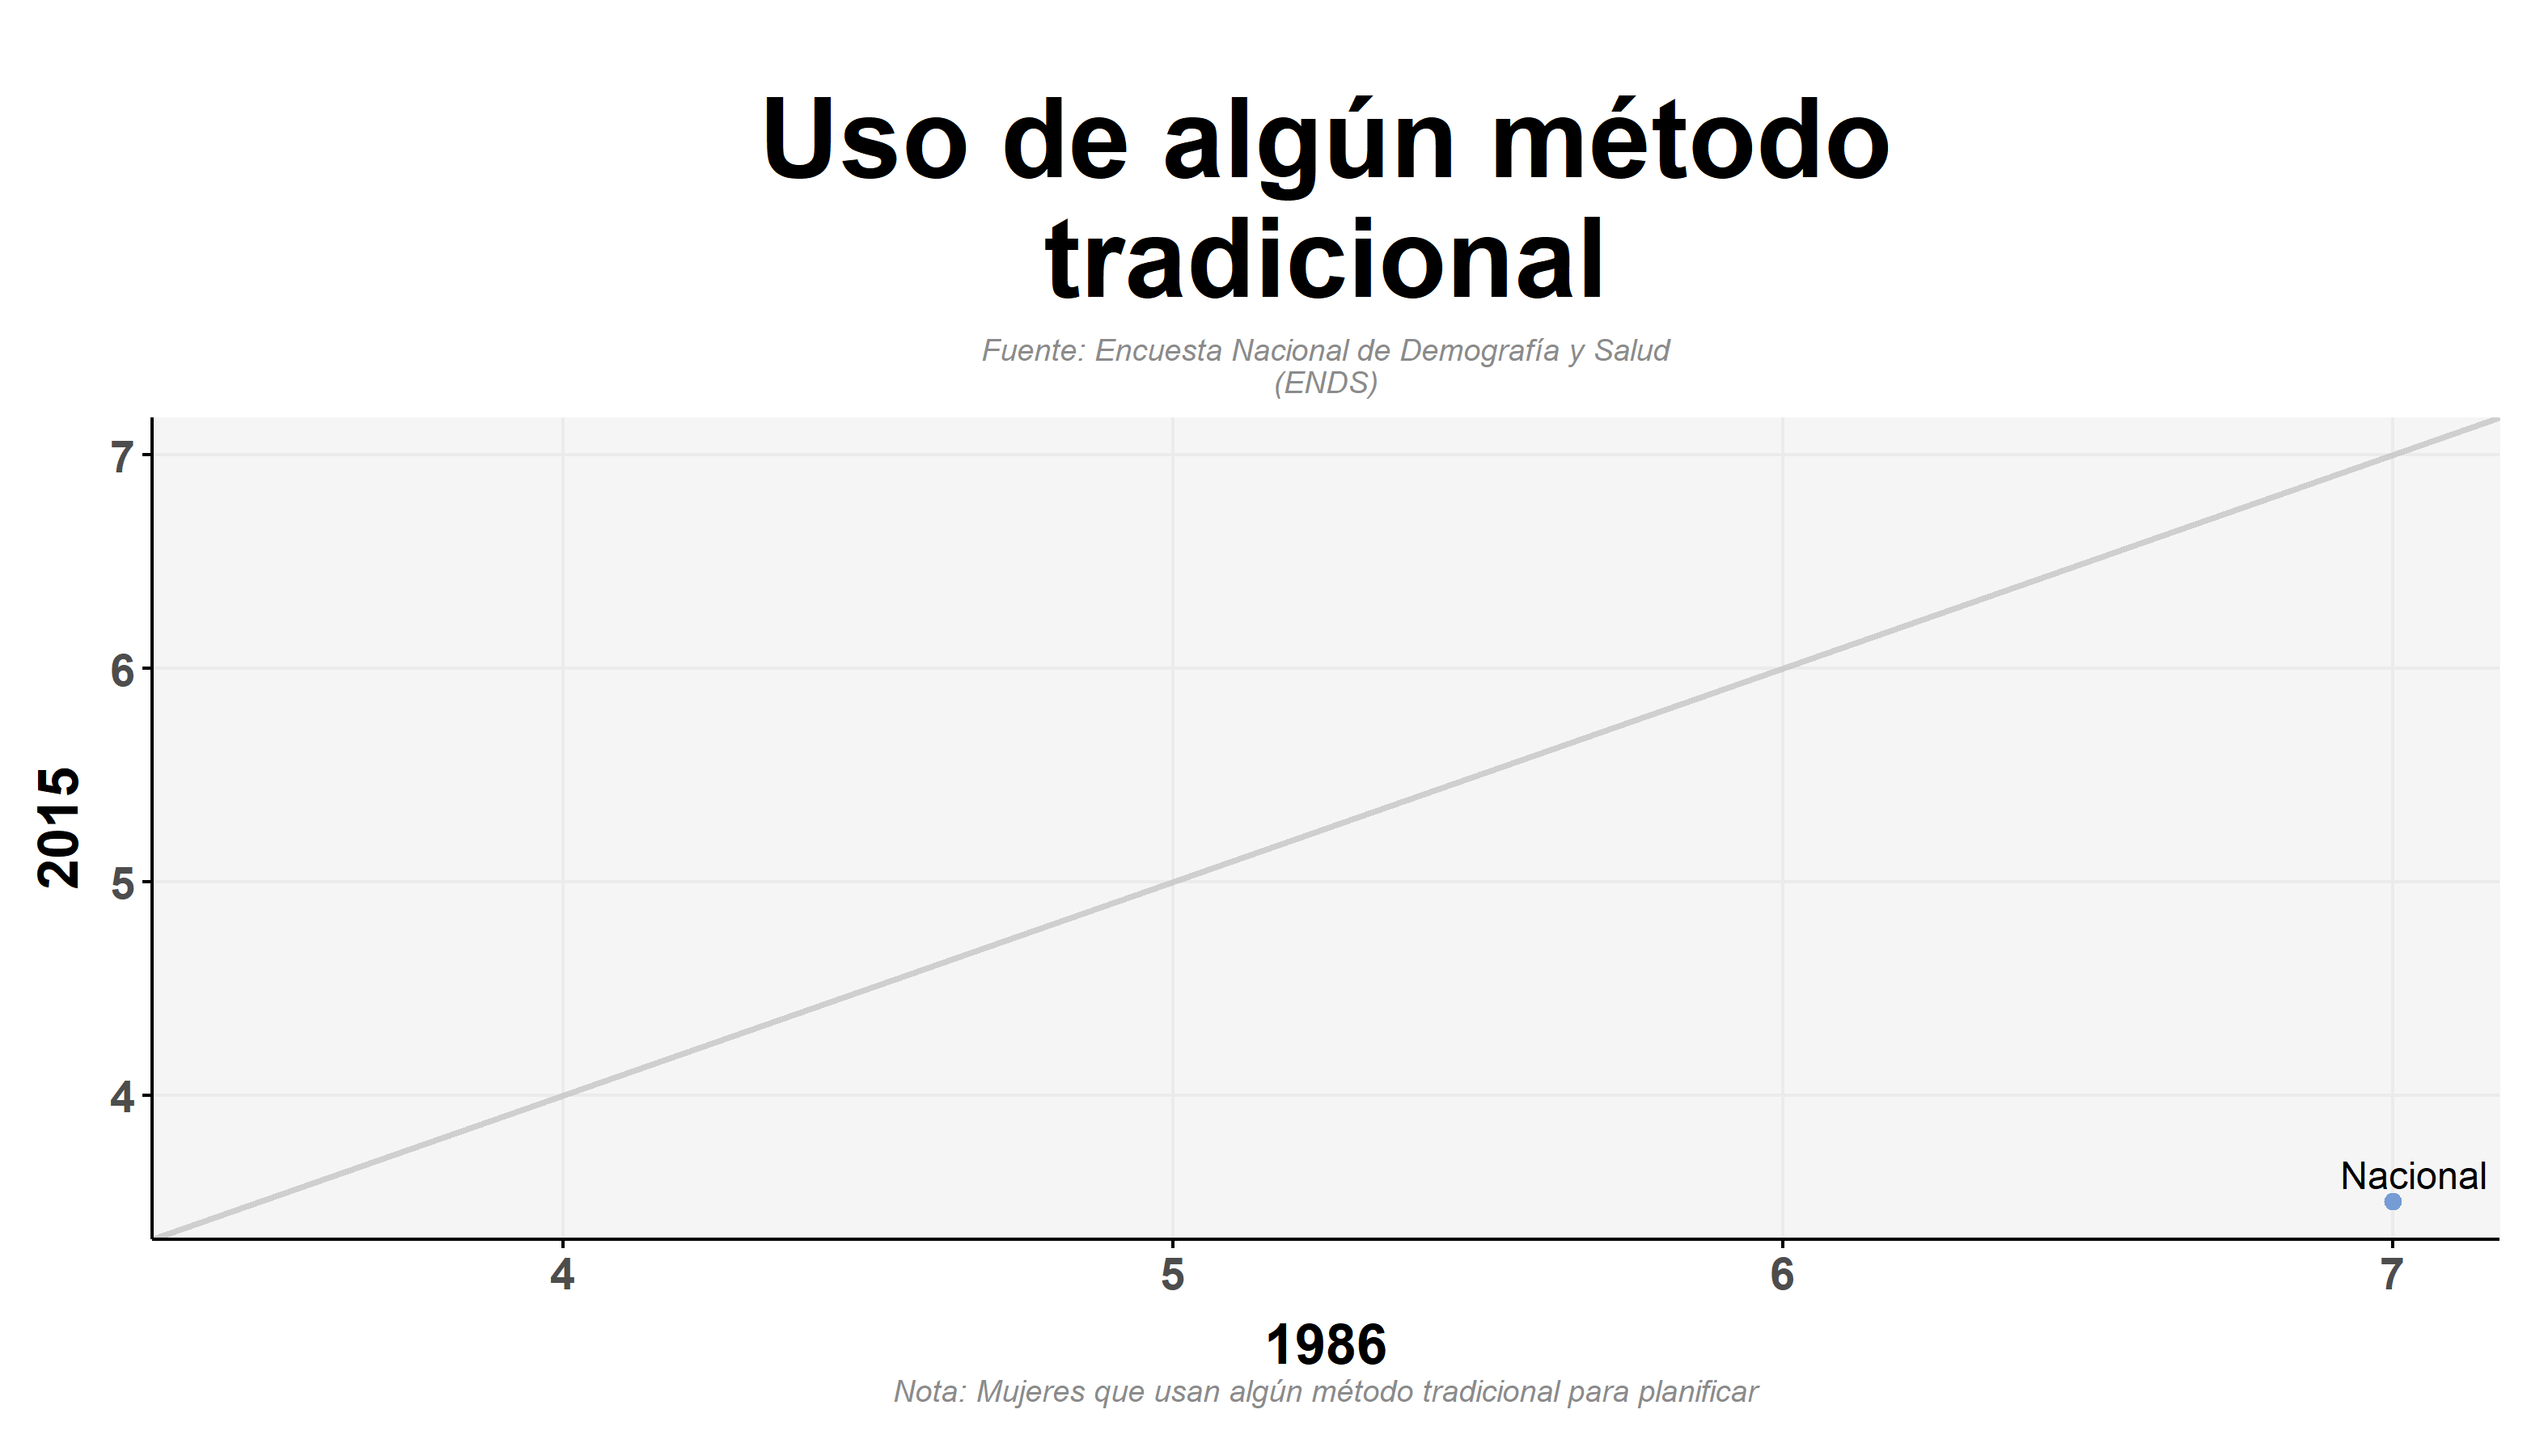 Uso de algún método
tradicional
Fuente: Encuesta Nacional de Demografía y Salud
(ENDS)
7
6
5
4
2015
Nacional
4 5 6 7
1986
Nota: Mujeres que usan algún método tradicional para planificar